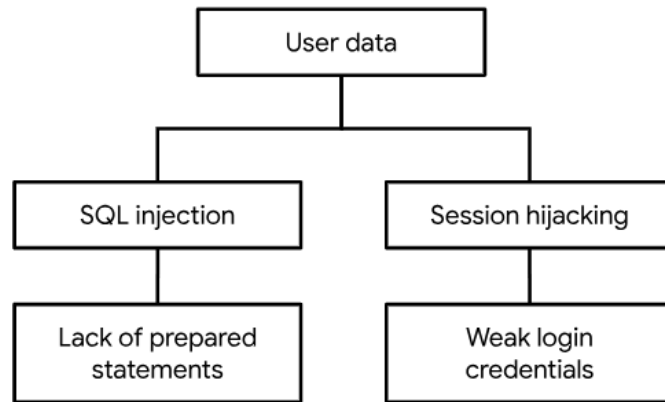 User data
SQL injection
Session hijacking
Lack of prepared
statements
Weak login
credentials